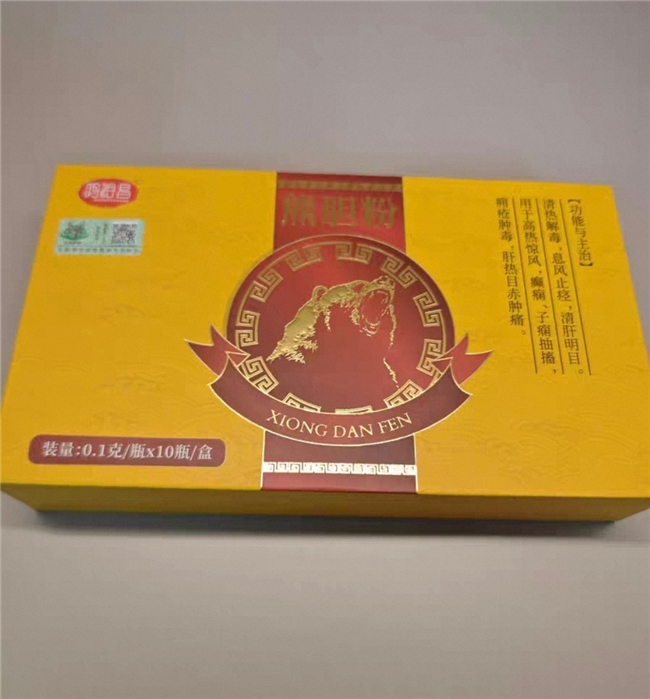 熊胆粉
XIONG DAN FEN
【功能与主治】
清热解毒，息风止痉，清肝明目。
用于高热惊风，癫痫、子痫抽搐，
痈疮肿毒，肝热目赤肿痛。
装量:0.1克/瓶x10瓶/盒